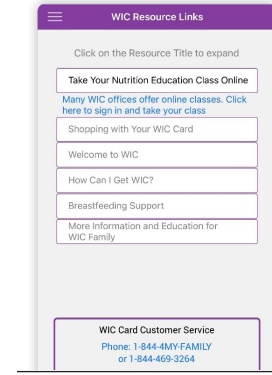 WIC Resource Links
Click on the Resource Title to expand
Take Your Nutrition Education Class Online
Many WIC offices offer online classes. Click
here to sign in and take your class
Shopping with Your WIC Card
Welcome to WIC
How Can I Get WIC?
Breastfeeding Support
More Information and Education for
WIC Family
WIC Card Customer Service
Phone: 1-844-4MY-FAMILY
or 1-844-469-3264